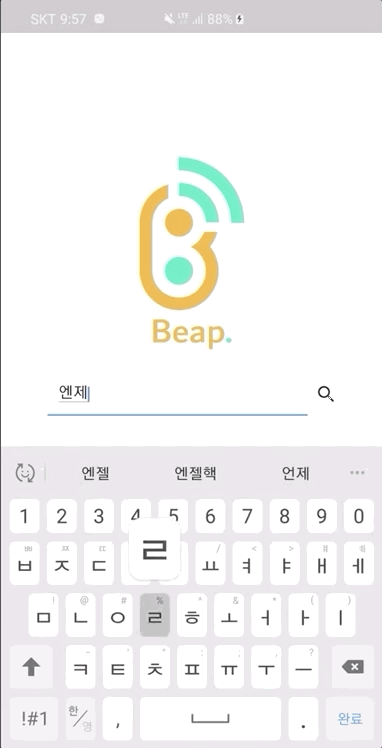 SKT 9:57 LTE 88%
Beap.
엔제
엔젤 엔젤핵 언제
1 2 3 4 5 6 7 8 9 0
ㅃ ㅉ ㄸ / < > ㅒ ㅖ
ㅂ ㅈ ㄷ ㄹ ㅛ ㅕ ㅑ ㅐ ㅔ
! @ # % ^ & * ( )
ㅁ ㄴ ㅇ ㄹ ㅎ ㅗ ㅓ ㅏ ㅣ
- ~ " : ; , ?
ㅋ ㅌ ㅊ ㅍ ㅠ ㅜ ㅡ
!#1 한/영 , . 완료